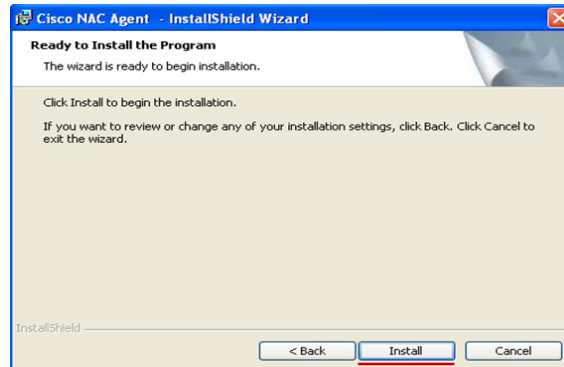 Cisco NAC Agent - InstallShield Wizard
Ready to Install the Program
The wizard is ready to begin installation.
Click Install to begin the installation.
If you want to review or change any of your installation settings, click Back. Click Cancel to
exit the wizard.
InstallShield
< Back
Install
Cancel